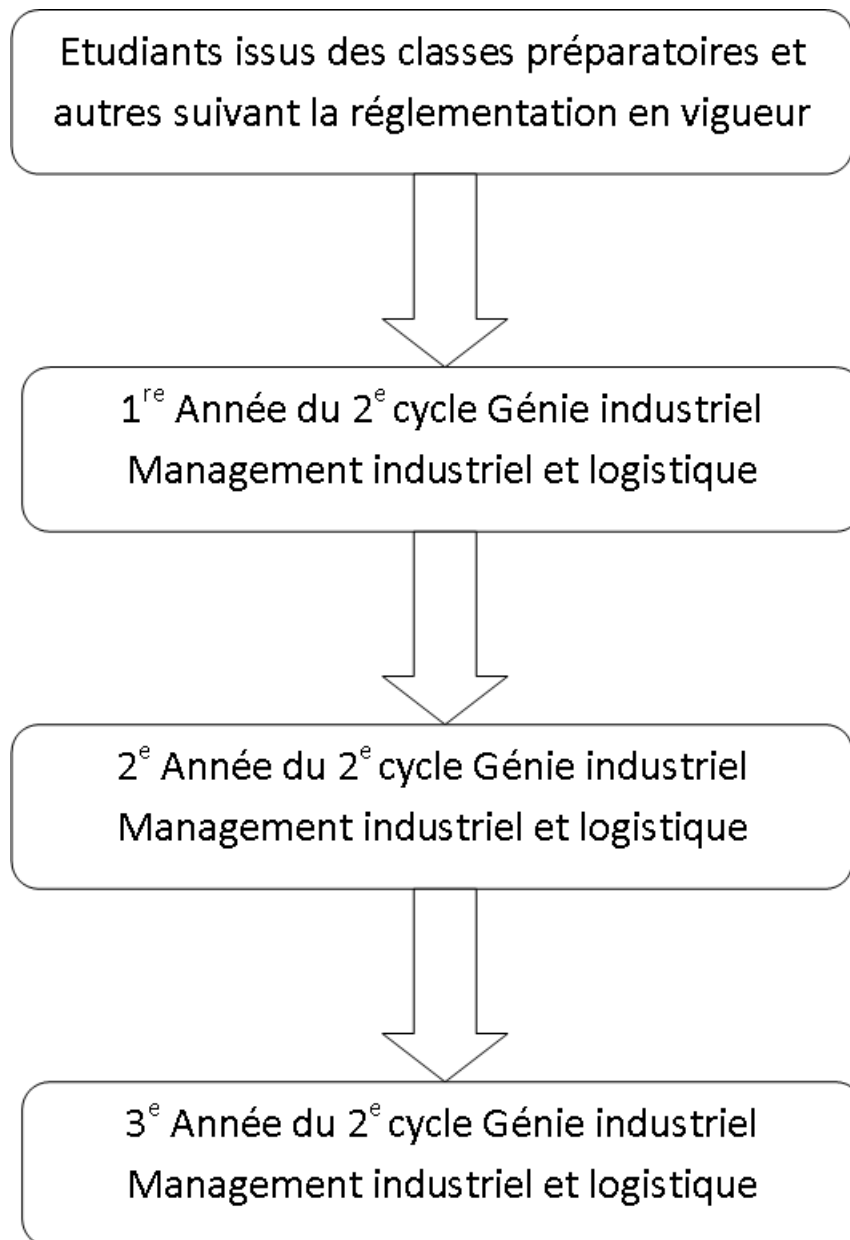 Etudiants issus des classes préparatoires et
autres suivant la réglementation en vigueur
1re Année du 2e cycle Génie industriel
Management industriel et logistique
2e Année du 2e cycle Génie industriel
Management industriel et logistique
3e Année du 2e cycle Génie industriel
Management industriel et logistique